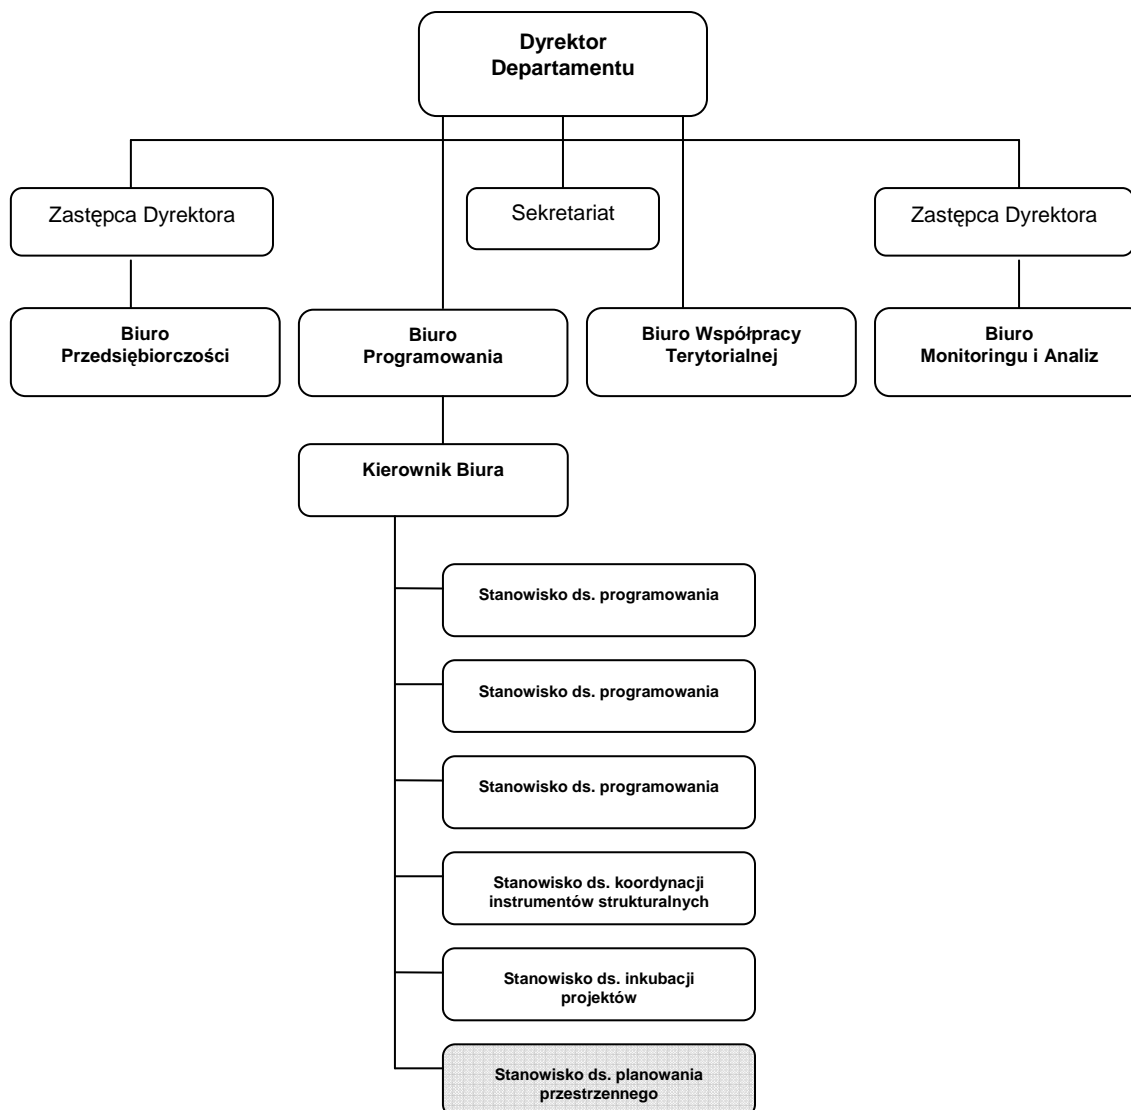 Dyrektor
Departamentu
Zastępca Dyrektora
Sekretariat
Zastępca Dyrektora
Biuro
Przedsiębiorczości
Biuro
Programowania
Biuro Współpracy
Terytorialnej
Biuro
Monitoringu i Analiz
Kierownik Biura
Stanowisko ds. programowania
Stanowisko ds. programowania
Stanowisko ds. programowania
Stanowisko ds. koordynacji
instrumentów strukturalnych
Stanowisko ds. inkubacji
projektów
Stanowisko ds. planowania
przestrzennego